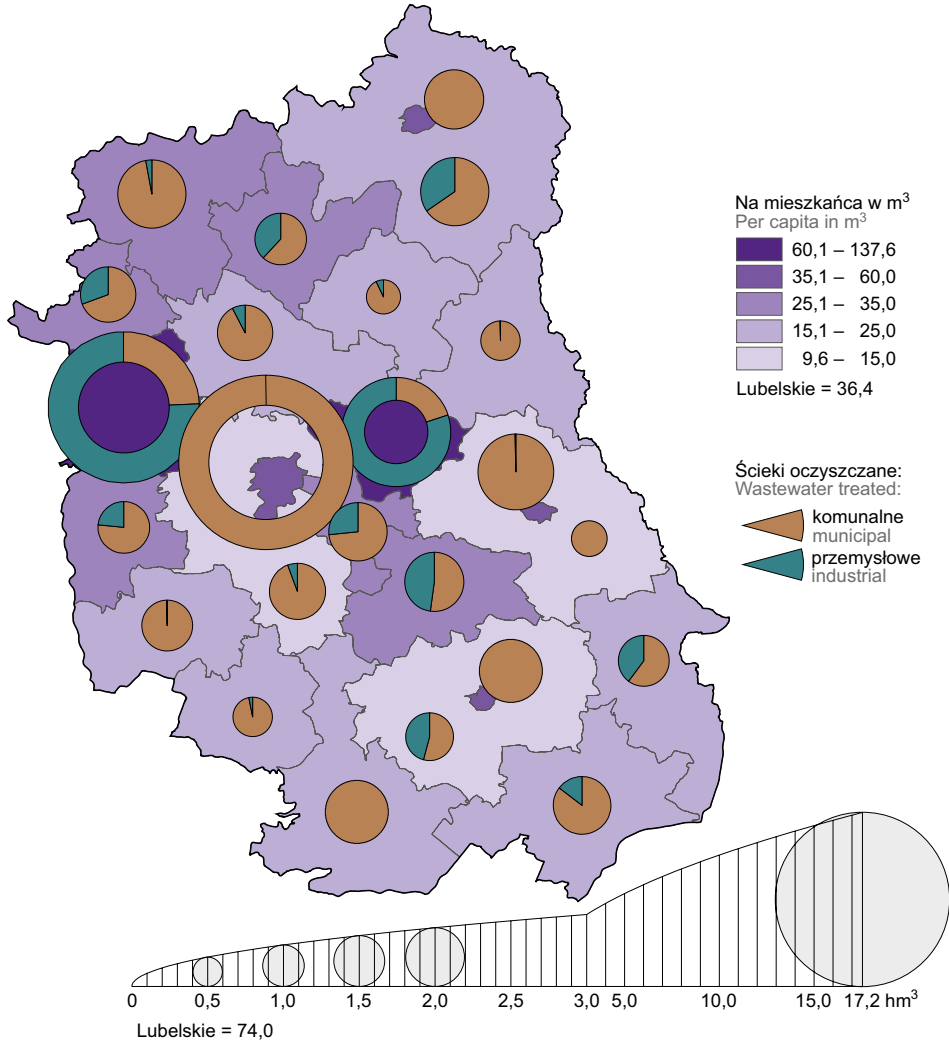 Na mieszkańca w m³
Per capita in m³
60,1 – 137,6
35,1 – 60,0
25,1 – 35,0
15,1 – 25,0
9,6 – 15,0
Lubelskie = 36,4
Ścieki oczyszczane:
Wastewater treated:
komunalne
municipal
przemysłowe
industrial
0 0,5 1,0 1,5 2,0 2,5 3,0 5,0 10,0 15,0 17,2 hm³
Lubelskie = 74,0